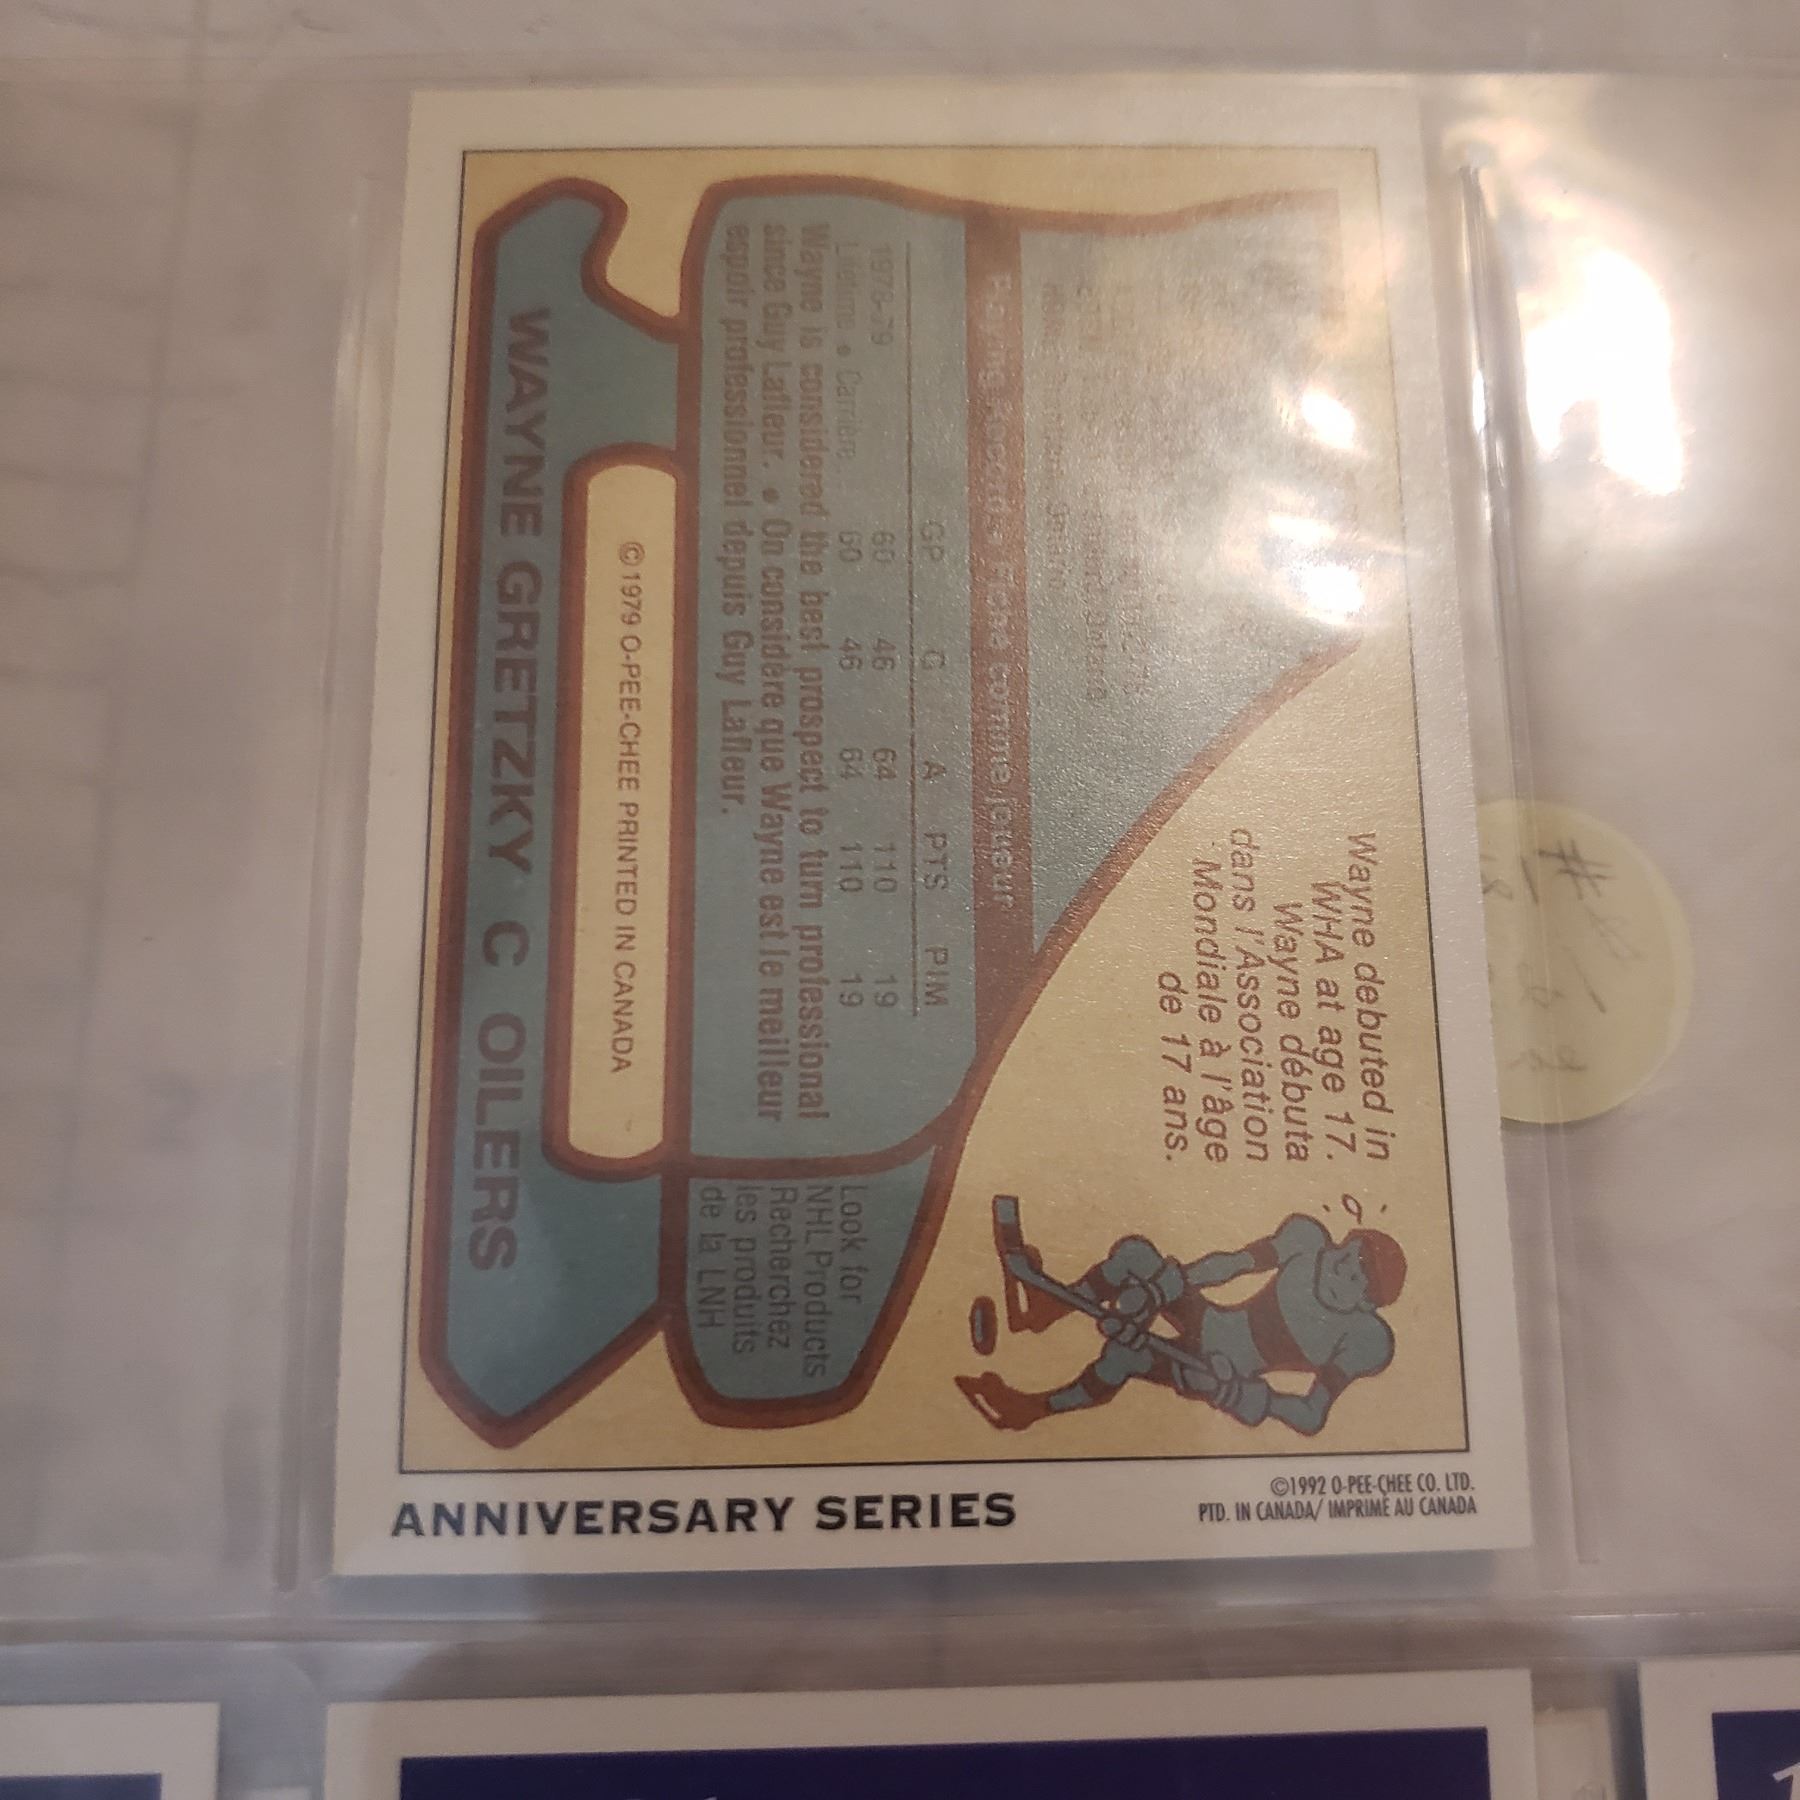 Wayne debuted in
WHA at age 17.
Wayne débuta
dans l'Association
Mondiale à l'âge
de 17 ans.
comme joueur
GP G A PTS PIM
1978-79 60 46 64 110 19
Lifetime • Carrière 60 46 64 110 19
Wayne is considered the best prospect to turn professional
since Guy Lafleur. • On considère que Wayne est le meilleur
espoir professionnel depuis Guy Lafleur.
Look for
NHL Products
Recherchez
les produits
de la LNH
©1979 O-PEE-CHEE PRINTED IN CANADA
WAYNE GRETZKY C OILERS
ANNIVERSARY SERIES
©1992 O-PEE-CHEE CO. LTD.
PTD. IN CANADA/ IMPRIMÉ AU CANADA